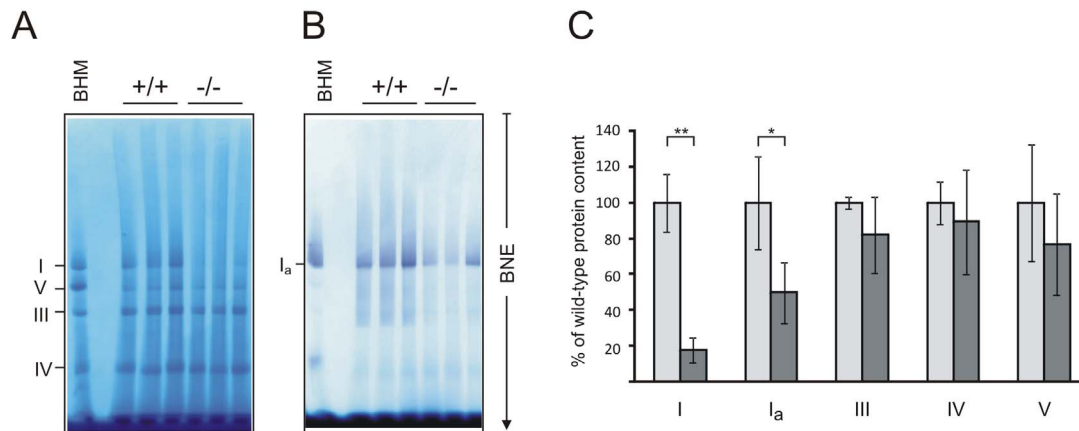 A
BHM
+/+
-/-
I
V
III
IV
B
BHM
+/+
-/-
Ia
BNE
C
% of wild-type protein content
140
120
100
80
60
40
20
**
*
I
Ia
III
IV
V